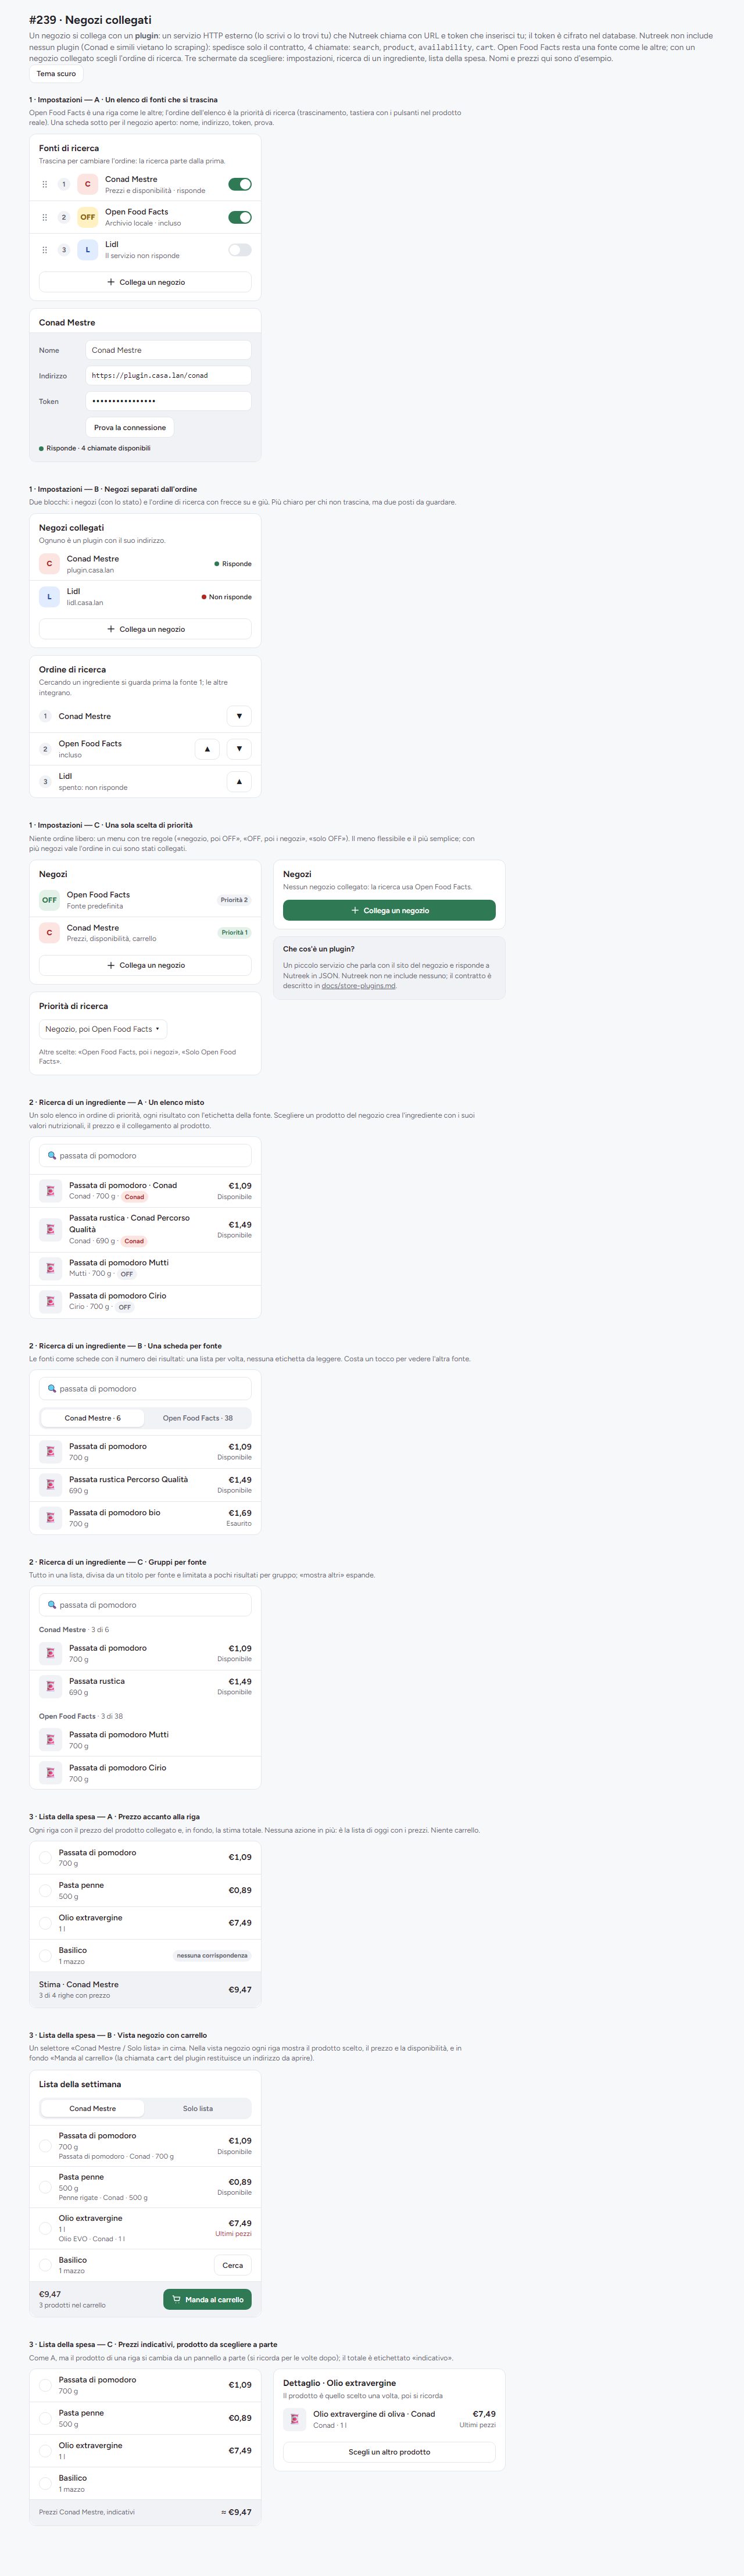 #239 · Negozi collegati
Un negozio si collega con un plugin: un servizio HTTP esterno (lo scrivi o lo trovi tu) che Nutreek chiama con URL e token che inserisci tu; il token è cifrato nel database. Nutreek non include
nessun plugin (Conad e simili vietano lo scraping): spedisce solo il contratto, 4 chiamate: search, product, availability, cart. Open Food Facts resta una fonte come le altre; con un
negozio collegato scegli l'ordine di ricerca. Tre schermate da scegliere: impostazioni, ricerca di un ingrediente, lista della spesa. Nomi e prezzi qui sono d'esempio.
Tema scuro
1 · Impostazioni — A · Un elenco di fonti che si trascina
Open Food Facts è una riga come le altre; l'ordine dell'elenco è la priorità di ricerca (trascinamento, tastiera con i pulsanti nel prodotto
reale). Una scheda sotto per il negozio aperto: nome, indirizzo, token, prova.
Fonti di ricerca
Trascina per cambiare l'ordine: la ricerca parte dalla prima.
1 C Conad Mestre
Prezzi e disponibilità · risponde
2 OFF Open Food Facts
Archivio locale · incluso
3 L Lidl
Il servizio non risponde
+ Collega un negozio
Conad Mestre
Nome Conad Mestre
Indirizzo https://plugin.casa.lan/conad
Token ••••••••••••••••
Prova la connessione
Risponde · 4 chiamate disponibili
1 · Impostazioni — B · Negozi separati dall'ordine
Due blocchi: i negozi (con lo stato) e l'ordine di ricerca con frecce su e giù. Più chiaro per chi non trascina, ma due posti da guardare.
Negozi collegati
Ognuno è un plugin con il suo indirizzo.
C Conad Mestre Risponde
plugin.casa.lan
L Lidl Non risponde
lidl.casa.lan
+ Collega un negozio
Ordine di ricerca
Cercando un ingrediente si guarda prima la fonte 1; le altre
integrano.
1 Conad Mestre ▼
2 Open Food Facts ▲ ▼
incluso
3 Lidl ▲
spento: non risponde
1 · Impostazioni — C · Una sola scelta di priorità
Niente ordine libero: un menu con tre regole («negozio, poi OFF», «OFF, poi i negozi», «solo OFF»). Il meno flessibile e il più semplice; con
più negozi vale l'ordine in cui sono stati collegati.
Negozi
OFF Open Food Facts Priorità 2
Fonte predefinita
C Conad Mestre Priorità 1
Prezzi, disponibilità, carrello
+ Collega un negozio
Priorità di ricerca
Negozio, poi Open Food Facts
Altre scelte: «Open Food Facts, poi i negozi», «Solo Open Food
Facts».
Negozi
Nessun negozio collegato: la ricerca usa Open Food Facts.
+ Collega un negozio
Che cos'è un plugin?
Un piccolo servizio che parla con il sito del negozio e risponde a
Nutreek in JSON. Nutreek non ne include nessuno; il contratto è
descritto in docs/store-plugins.md.
2 · Ricerca di un ingrediente — A · Un elenco misto
Un solo elenco in ordine di priorità, ogni risultato con l'etichetta della fonte. Scegliere un prodotto del negozio crea l'ingrediente con i suoi
valori nutrizionali, il prezzo e il collegamento al prodotto.
passata di pomodoro
Passata di pomodoro · Conad €1,09
Conad · 700 g · Conad Disponibile
Passata rustica · Conad Percorso
Qualità €1,49
Conad · 690 g · Conad Disponibile
Passata di pomodoro Mutti
Mutti · 700 g · OFF
Passata di pomodoro Cirio
Cirio · 700 g · OFF
2 · Ricerca di un ingrediente — B · Una scheda per fonte
Le fonti come schede con il numero dei risultati: una lista per volta, nessuna etichetta da leggere. Costa un tocco per vedere l'altra fonte.
passata di pomodoro
Conad Mestre · 6 Open Food Facts · 38
Passata di pomodoro €1,09
700 g Disponibile
Passata rustica Percorso Qualità €1,49
690 g Disponibile
Passata di pomodoro bio €1,69
700 g Esaurito
2 · Ricerca di un ingrediente — C · Gruppi per fonte
Tutto in una lista, divisa da un titolo per fonte e limitata a pochi risultati per gruppo; «mostra altri» espande.
passata di pomodoro
Conad Mestre · 3 di 6
Passata di pomodoro €1,09
700 g Disponibile
Passata rustica €1,49
690 g Disponibile
Open Food Facts · 3 di 38
Passata di pomodoro Mutti
700 g
Passata di pomodoro Cirio
700 g
3 · Lista della spesa — A · Prezzo accanto alla riga
Ogni riga con il prezzo del prodotto collegato e, in fondo, la stima totale. Nessuna azione in più: è la lista di oggi con i prezzi. Niente carrello.
Passata di pomodoro €1,09
700 g
Pasta penne €0,89
500 g
Olio extravergine €7,49
1 l
Basilico nessuna corrispondenza
1 mazzo
Stima · Conad Mestre €9,47
3 di 4 righe con prezzo
3 · Lista della spesa — B · Vista negozio con carrello
Un selettore «Conad Mestre / Solo lista» in cima. Nella vista negozio ogni riga mostra il prodotto scelto, il prezzo e la disponibilità, e in
fondo «Manda al carrello» (la chiamata cart del plugin restituisce un indirizzo da aprire).
Lista della settimana
Conad Mestre Solo lista
Passata di pomodoro €1,09
700 g Disponibile
Passata di pomodoro · Conad · 700 g
Pasta penne €0,89
500 g Disponibile
Penne rigate · Conad · 500 g
Olio extravergine €7,49
1 l Ultimi pezzi
Olio EVO · Conad · 1 l
Basilico Cerca
1 mazzo
€9,47 Manda al carrello
3 prodotti nel carrello
3 · Lista della spesa — C · Prezzi indicativi, prodotto da scegliere a parte
Come A, ma il prodotto di una riga si cambia da un pannello a parte (si ricorda per le volte dopo); il totale è etichettato «indicativo».
Passata di pomodoro €1,09
700 g
Pasta penne €0,89
500 g
Olio extravergine €7,49
1 l
Basilico
1 mazzo
Prezzi Conad Mestre, indicativi ≈ €9,47
Dettaglio · Olio extravergine
Il prodotto è quello scelto una volta, poi si ricorda
Olio extravergine di oliva · Conad €7,49
Conad · 1 l Ultimi pezzi
Scegli un altro prodotto